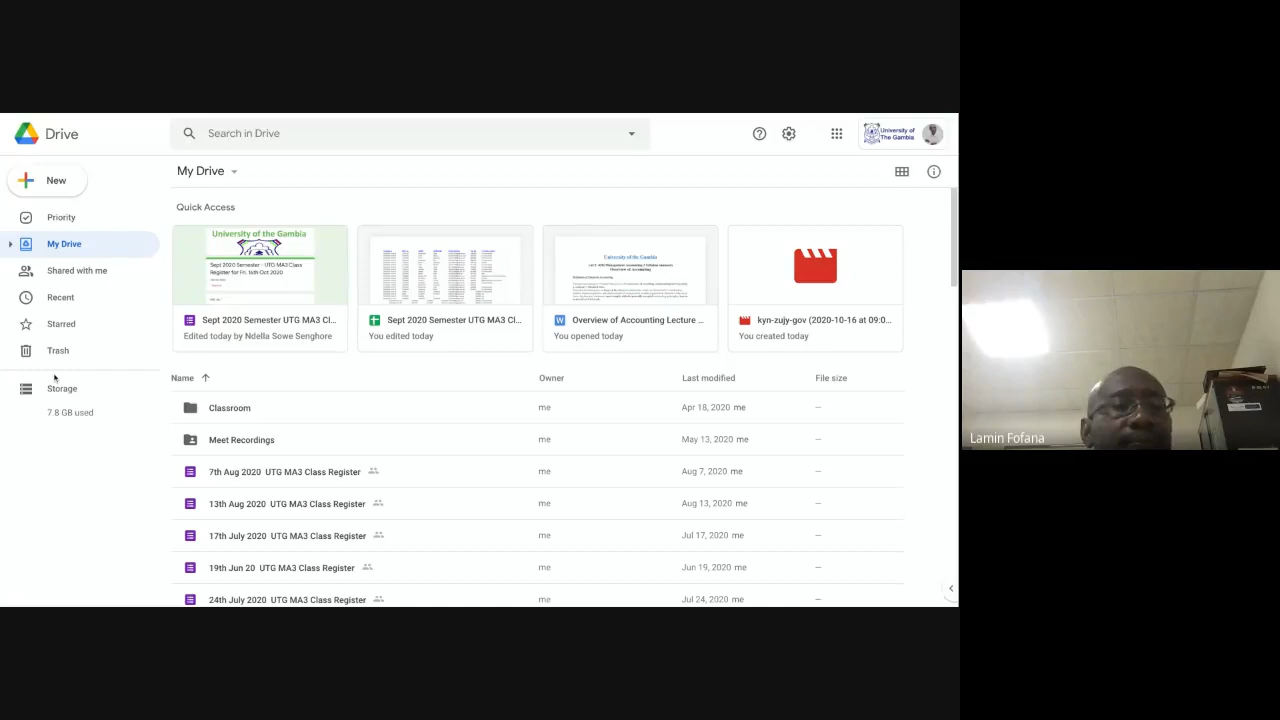 Drive
Search in Drive
University of
The Gambia
New
My Drive
Priority
My Drive
Shared with me
Recent
Starred
Trash
Storage
7.8 GB used
Quick Access
University of the Gambia
Sept 2020 Semester - UTG MA3 Class
Register for Fri. 16th Oct 2020
Sept 2020 Semester UTG MA3 Cl...
Edited today by Ndella Sowe Senghore
Sept 2020 Semester UTG MA3 Cl...
You edited today
University of the Gambia
Overview of Accounting
Overview of Accounting Lecture ...
You opened today
kyn-zujy-gov (2020-10-16 at 09:0...
You created today
Name Owner Last modified File size
Classroom me Apr 18, 2020 me —
Meet Recordings me May 13, 2020 me —
7th Aug 2020 UTG MA3 Class Register me Aug 7, 2020 me —
13th Aug 2020 UTG MA3 Class Register me Aug 13, 2020 me —
17th July 2020 UTG MA3 Class Register me Jul 17, 2020 me —
19th Jun 20 UTG MA3 Class Register me Jun 19, 2020 me —
24th July 2020 UTG MA3 Class Register me Jul 24, 2020 me —
Lamin Fofana